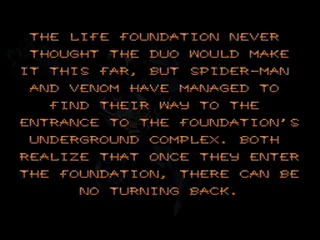 THE LIFE FOUNDATION NEVER
THOUGHT THE DUO WOULD MAKE
IT THIS FAR, BUT SPIDER-MAN
AND VENOM HAVE MANAGED TO
FIND THEIR WAY TO THE
ENTRANCE TO THE FOUNDATION'S
UNDERGROUND COMPLEX. BOTH
REALIZE THAT ONCE THEY ENTER
THE FOUNDATION, THERE CAN BE
NO TURNING BACK.